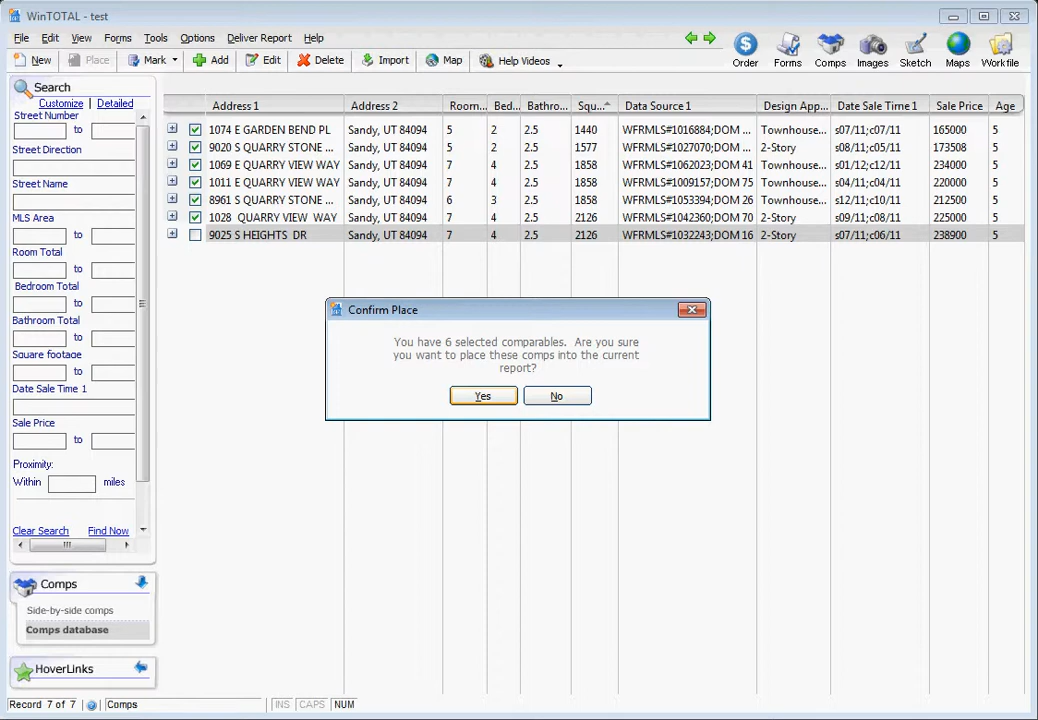 WinTOTAL - test
File Edit View Forms Tools Options Deliver Report Help
New Place Mark Add Edit Delete Import Map Help Videos
Order Forms Comps Images Sketch Maps Workfile
Search
Customize | Detailed
Street Number
to
Street Direction
Street Name
MLS Area
to
Room Total
to
Bedroom Total
to
Bathroom Total
to
Square footage
to
Date Sale Time 1
Sale Price
to
Proximity:
Within miles
Clear Search Find Now
Comps
Side-by-side comps
Comps database
HoverLinks
Address 1 Address 2 Room... Bed... Bathro... Squ... Data Source 1 Design App... Date Sale Time 1 Sale Price Age
1074 E GARDEN BEND PL Sandy, UT 84094 5 2 2.5 1440 WFRMLS#1016884;DOM ... Townhouse... s07/11;c07/11 165000 5
9020 S QUARRY STONE ... Sandy, UT 84094 5 2 2.5 1577 WFRMLS#1027070;DOM ... 2-Story s08/11;c05/11 173508 5
1069 E QUARRY VIEW WAY Sandy, UT 84094 7 4 2.5 1858 WFRMLS#1062023;DOM 41 Townhouse... s01/12;c12/11 234000 5
1011 E QUARRY VIEW WAY Sandy, UT 84094 7 4 2.5 1858 WFRMLS#1009157;DOM 75 Townhouse... s04/11;c04/11 220000 5
8961 S QUARRY STONE ... Sandy, UT 84094 6 3 2.5 1858 WFRMLS#1053394;DOM 26 Townhouse... s12/11;c10/11 212500 5
1028 QUARRY VIEW WAY Sandy, UT 84094 7 4 2.5 2126 WFRMLS#1042360;DOM 70 2-Story s09/11;c08/11 225000 5
9025 S HEIGHTS DR Sandy, UT 84094 7 4 2.5 2126 WFRMLS#1032243;DOM 16 2-Story s07/11;c06/11 238900 5
Confirm Place
You have 6 selected comparables. Are you sure
you want to place these comps into the current
report?
Yes No
Record 7 of 7 Comps INS CAPS NUM